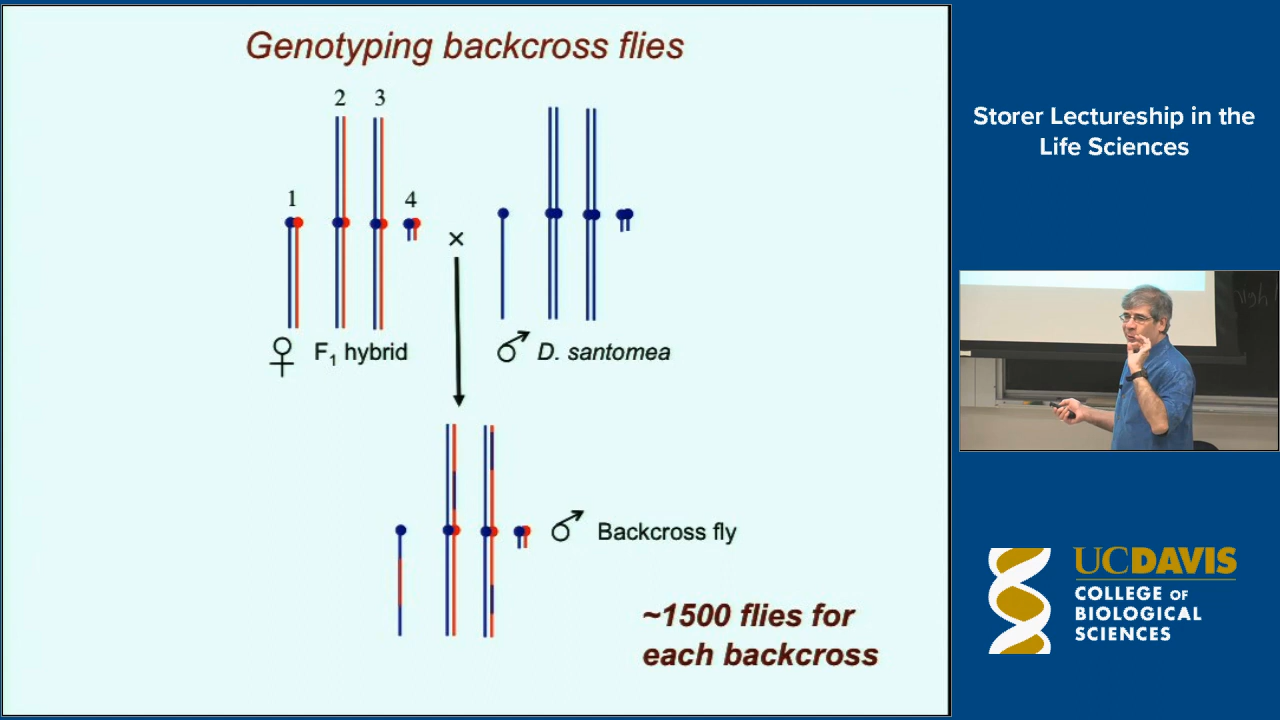 Genotyping backcross flies
2 3
1 4
×
♀ F1 hybrid
♂ D. santomea
♂ Backcross fly
~1500 flies for
each backcross
Storer Lectureship in the
Life Sciences
UCDAVIS
COLLEGE OF
BIOLOGICAL
SCIENCES